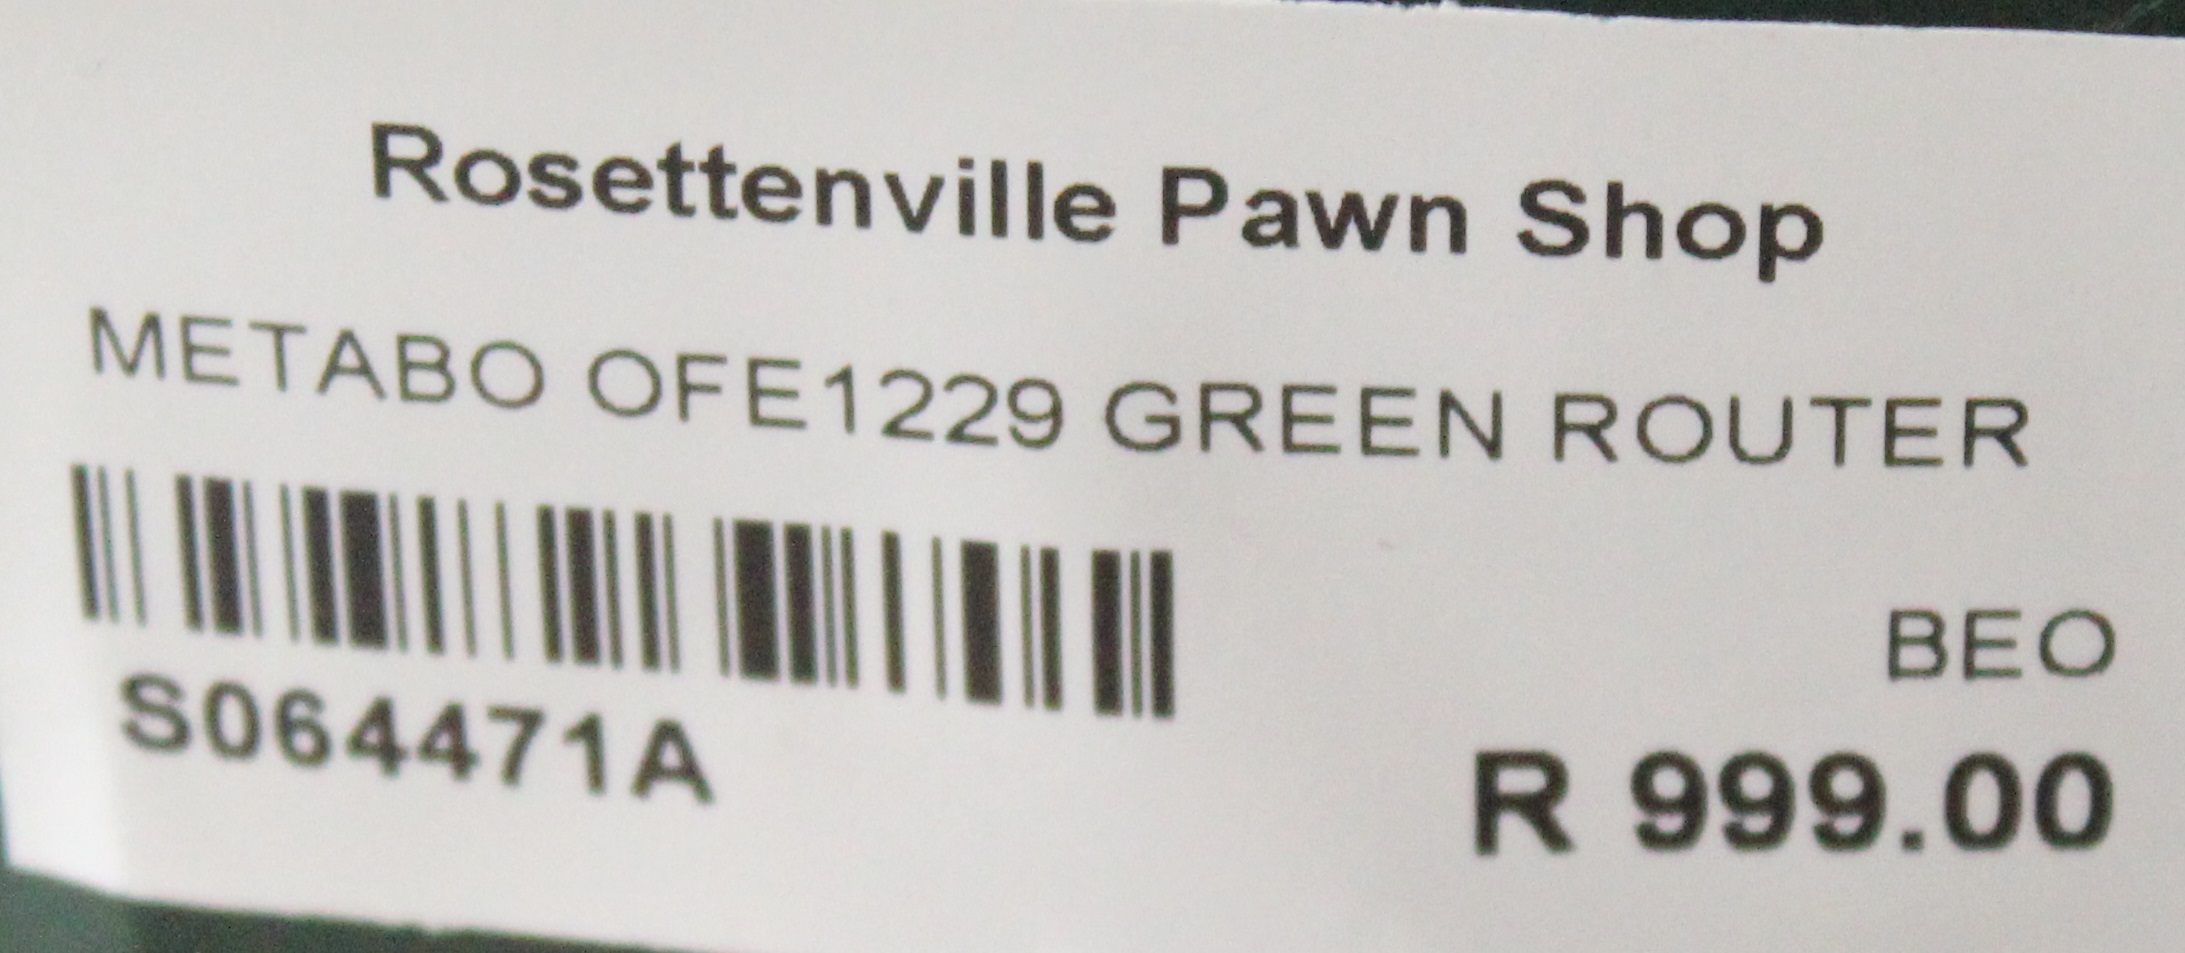 Rosettenville Pawn Shop
METABO OFE1229 GREEN ROUTER
BEO
S064471A
R 999.00